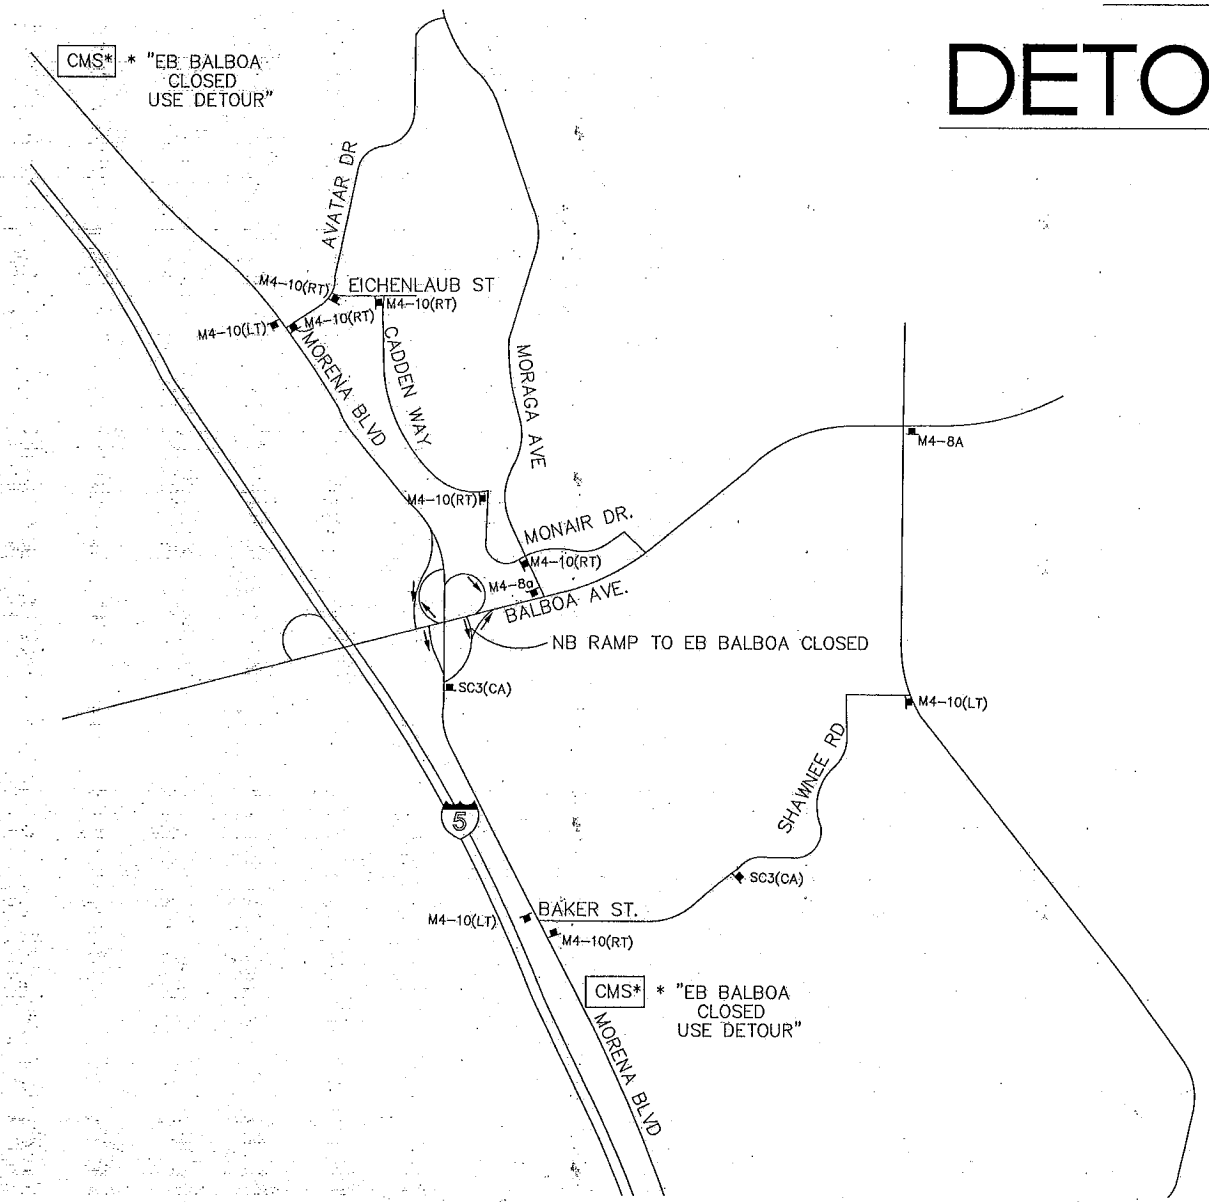 DETO
CMS* * "EB BALBOA
CLOSED
USE DETOUR"
AVATAR DR
M4-10(RT)
EICHENLAUB ST
M4-10(RT)
M4-10(LT)
M4-10(RT)
MORENA BLVD
CADDEN WAY
MORAGA AVE
M4-8A
M4-10(RT)
MONAIR DR.
M4-10(RT)
M4-8a
BALBOA AVE.
NB RAMP TO EB BALBOA CLOSED
SC3(CA)
M4-10(LT)
SHAWNEE RD
5
SC3(CA)
BAKER ST.
M4-10(LT)
M4-10(RT)
CMS* * "EB BALBOA
CLOSED
USE DETOUR"
MORENA BLVD